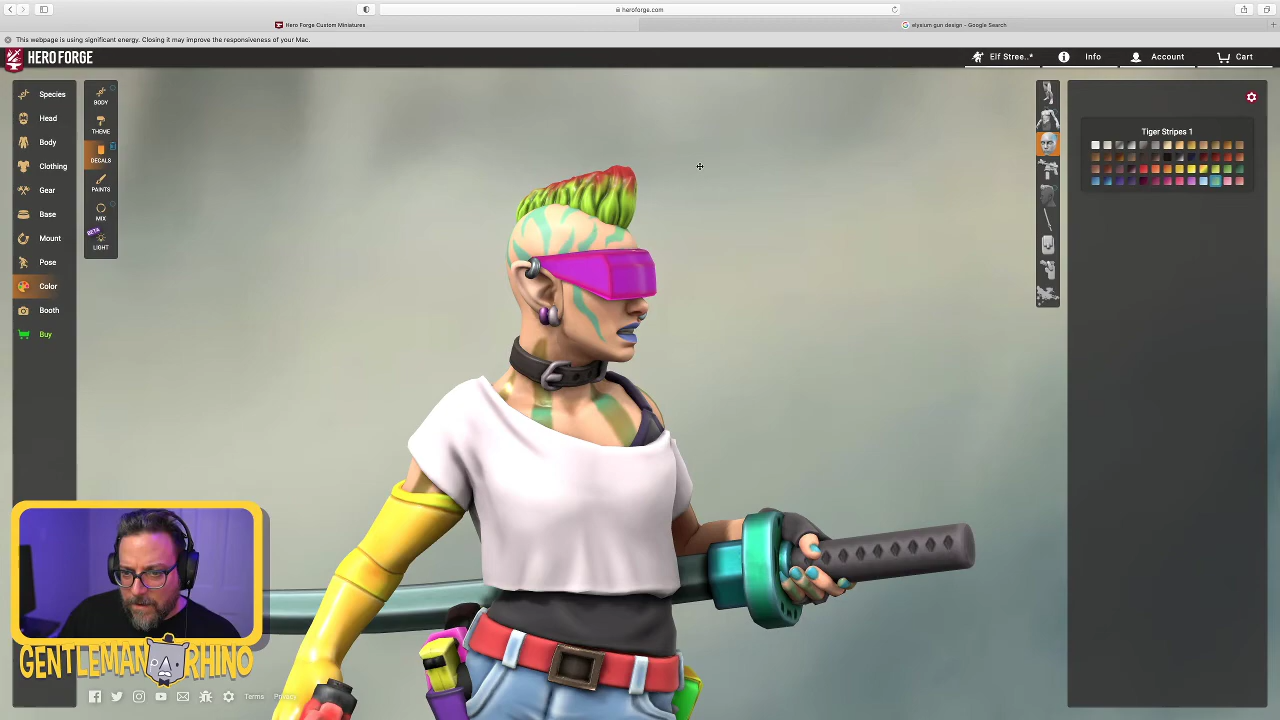 heroforge.com
Hero Forge Custom Miniatures
elysium gun design - Google Search
This webpage is using significant energy. Closing it may improve the responsiveness of your Mac.
HERO FORGE
Elf Stree..*
Info
Account
Cart
Species
Head
Body
Clothing
Gear
Base
Mount
Pose
Color
Booth
Buy
BODY
THEME
DECALS
PAINTS
MIX
BETA
LIGHT
Tiger Stripes 1
GENTLEMAN RHINO
Terms
Privacy